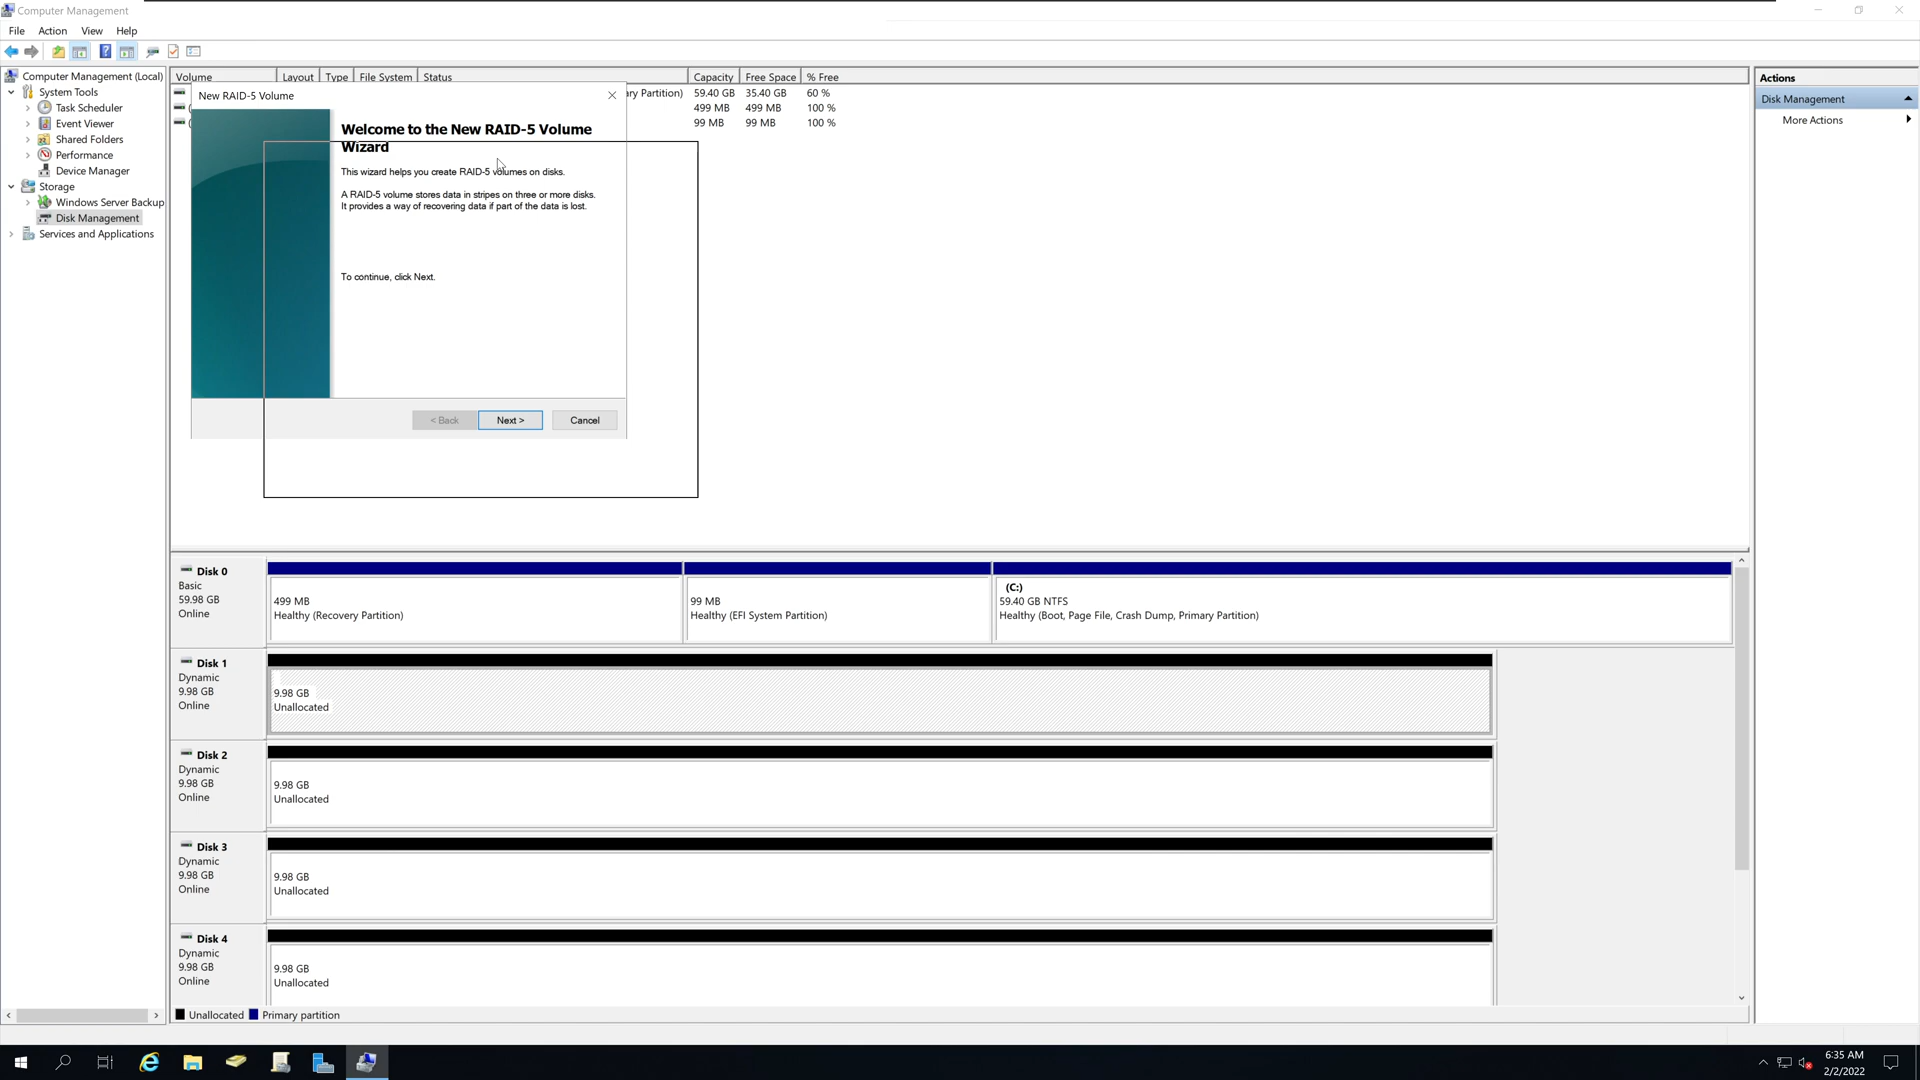 Computer Management
File Action View Help
Computer Management (Local)
System Tools
Task Scheduler
Event Viewer
Shared Folders
Performance
Device Manager
Storage
Windows Server Backup
Disk Management
Services and Applications
Volume Layout Type File System Status Capacity Free Space % Free
ary Partition) 59.40 GB 35.40 GB 60 %
( 499 MB 499 MB 100 %
( 99 MB 99 MB 100 %
New RAID-5 Volume
Welcome to the New RAID-5 Volume
Wizard
This wizard helps you create RAID-5 volumes on disks.
A RAID-5 volume stores data in stripes on three or more disks.
It provides a way of recovering data if part of the data is lost.
To continue, click Next.
< Back Next > Cancel
Disk 0
Basic
59.98 GB
Online
499 MB
Healthy (Recovery Partition)
99 MB
Healthy (EFI System Partition)
(C:)
59.40 GB NTFS
Healthy (Boot, Page File, Crash Dump, Primary Partition)
Disk 1
Dynamic
9.98 GB
Online
9.98 GB
Unallocated
Disk 2
Dynamic
9.98 GB
Online
9.98 GB
Unallocated
Disk 3
Dynamic
9.98 GB
Online
9.98 GB
Unallocated
Disk 4
Dynamic
9.98 GB
Online
9.98 GB
Unallocated
Unallocated Primary partition
Actions
Disk Management
More Actions
6:35 AM
2/2/2022